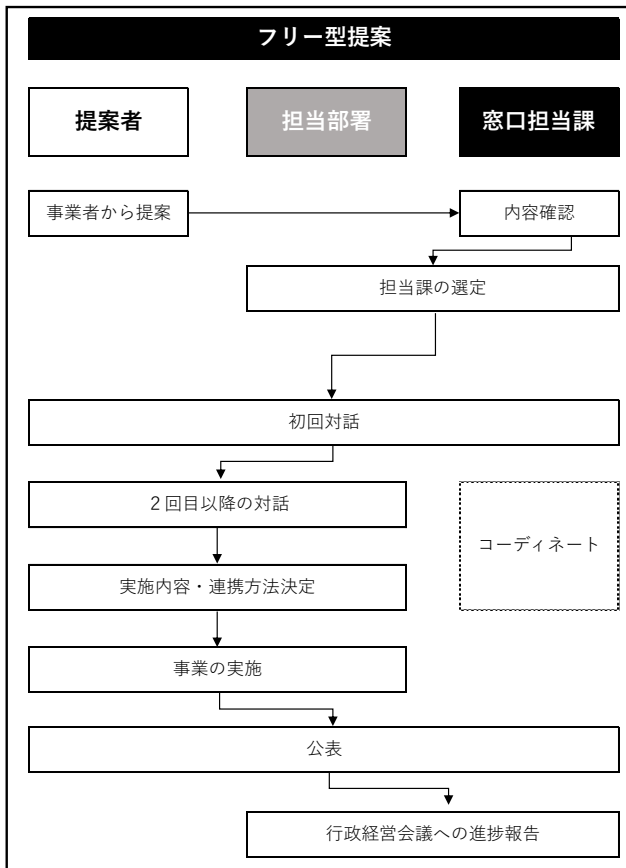 フリー型提案
提案者
担当部署
窓口担当課
事業者から提案
内容確認
担当課の選定
初回対話
２回目以降の対話
コーディネート
実施内容・連携方法決定
事業の実施
公表
行政経営会議への進捗報告